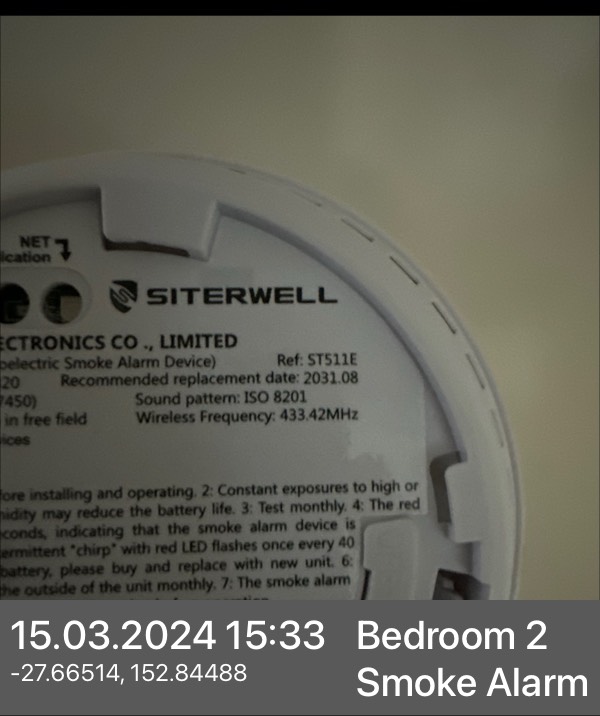 NET
ication
SITERWELL
ECTRONICS CO ., LIMITED
oelectric Smoke Alarm Device) Ref: ST511E
20 Recommended replacement date: 2031.08
7450) Sound pattern: ISO 8201
in free field Wireless Frequency: 433.42MHz
ices
ore installing and operating. 2: Constant exposures to high or
nidity may reduce the battery life. 3: Test monthly. 4: The red
conds, indicating that the smoke alarm device is
ermittent "chirp" with red LED flashes once every 40
battery, please buy and replace with new unit. 6:
the outside of the unit monthly. 7: The smoke alarm
15.03.2024 15:33 Bedroom 2
-27.66514, 152.84488 Smoke Alarm